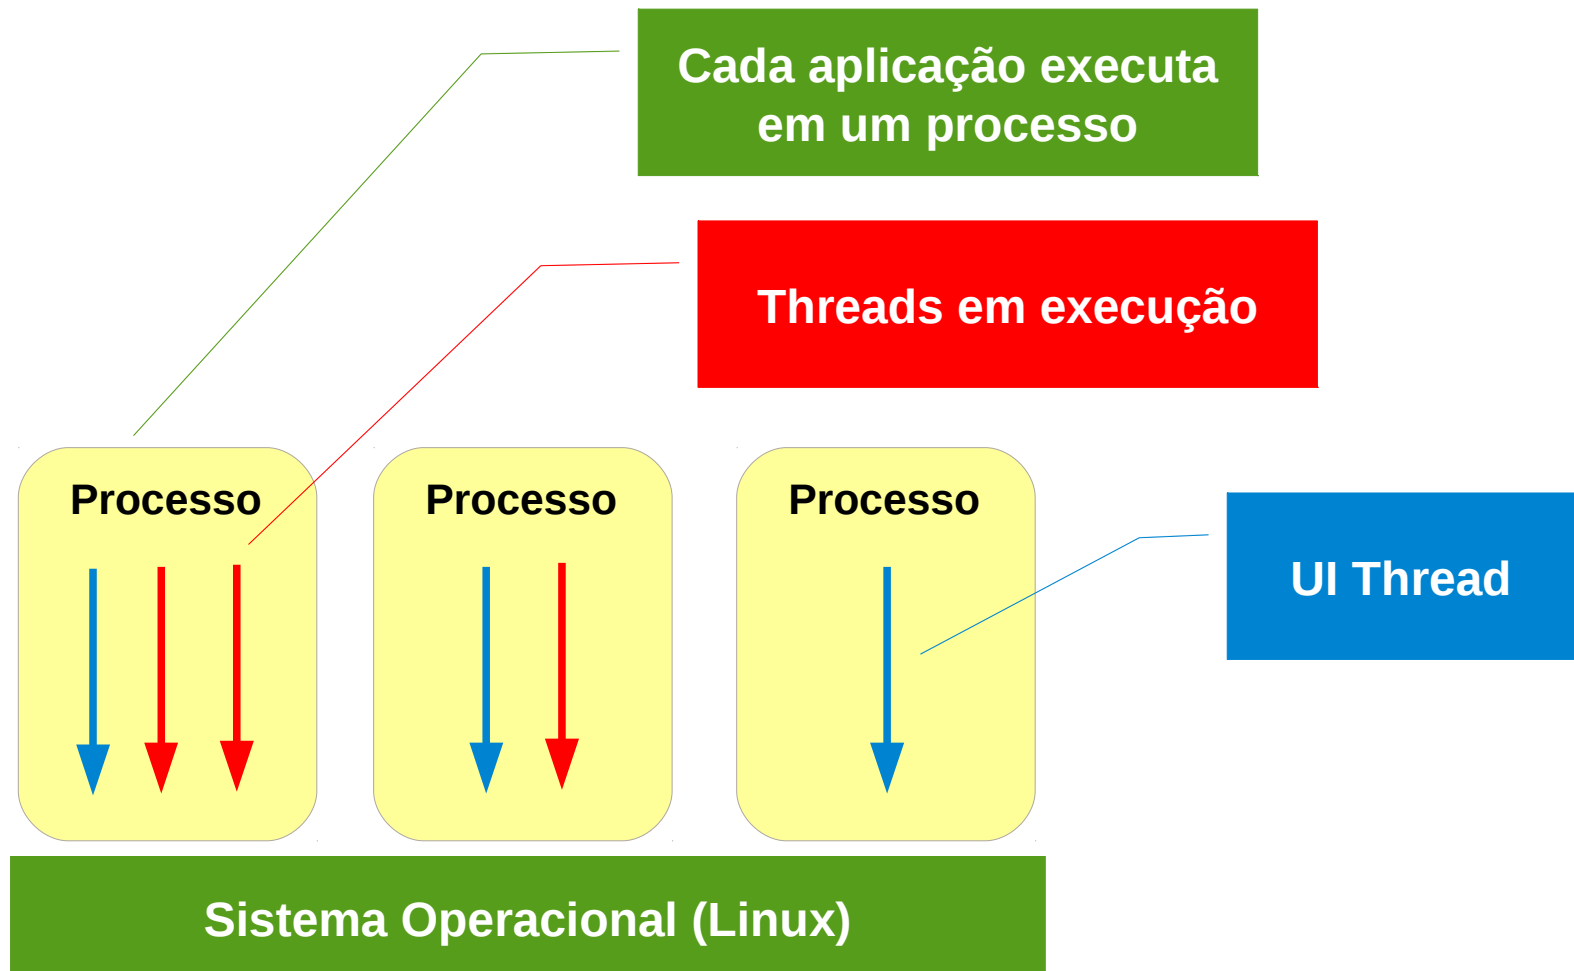 Cada aplicação executa
em um processo
Threads em execução
Processo
Processo
Processo
UI Thread
Sistema Operacional (Linux)